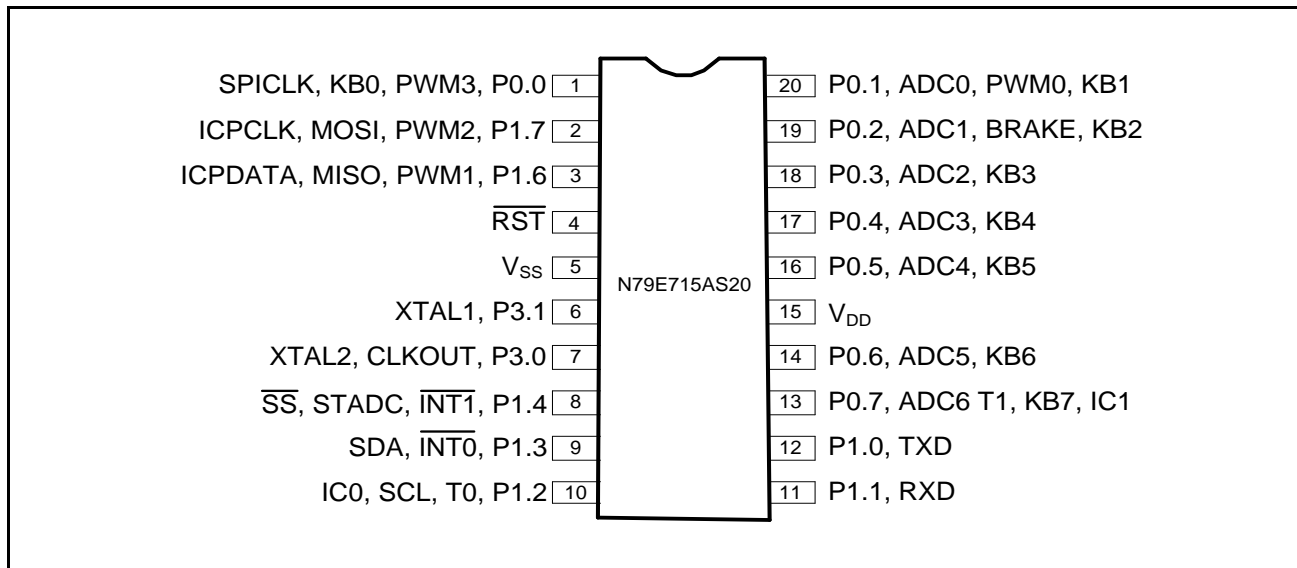 SPICLK, KB0, PWM3, P0.0 1 20 P0.1, ADC0, PWM0, KB1
ICPCLK, MOSI, PWM2, P1.7 2 19 P0.2, ADC1, BRAKE, KB2
ICPDATA, MISO, PWM1, P1.6 3 18 P0.3, ADC2, KB3
R̅S̅T̅ 4 17 P0.4, ADC3, KB4
VSS 5 16 P0.5, ADC4, KB5
N79E715AS20
XTAL1, P3.1 6 15 VDD
XTAL2, CLKOUT, P3.0 7 14 P0.6, ADC5, KB6
S̅S̅, STADC, I̅N̅T̅1̅, P1.4 8 13 P0.7, ADC6 T1, KB7, IC1
SDA, I̅N̅T̅0̅, P1.3 9 12 P1.0, TXD
IC0, SCL, T0, P1.2 10 11 P1.1, RXD